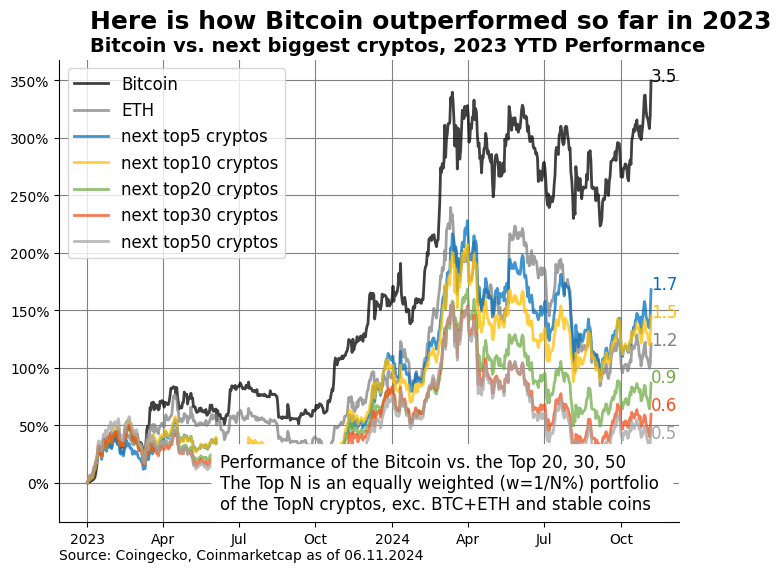 Here is how Bitcoin outperformed so far in 2023
Bitcoin vs. next biggest cryptos, 2023 YTD Performance
350%
300%
250%
200%
150%
100%
50%
0%
Bitcoin
ETH
next top5 cryptos
next top10 cryptos
next top20 cryptos
next top30 cryptos
next top50 cryptos
3.5
1.7
1.5
1.2
0.9
0.6
0.5
Performance of the Bitcoin vs. the Top 20, 30, 50
The Top N is an equally weighted (w=1/N%) portfolio
of the TopN cryptos, exc. BTC+ETH and stable coins
2023 Apr Jul Oct 2024 Apr Jul Oct
Source: Coingecko, Coinmarketcap as of 06.11.2024